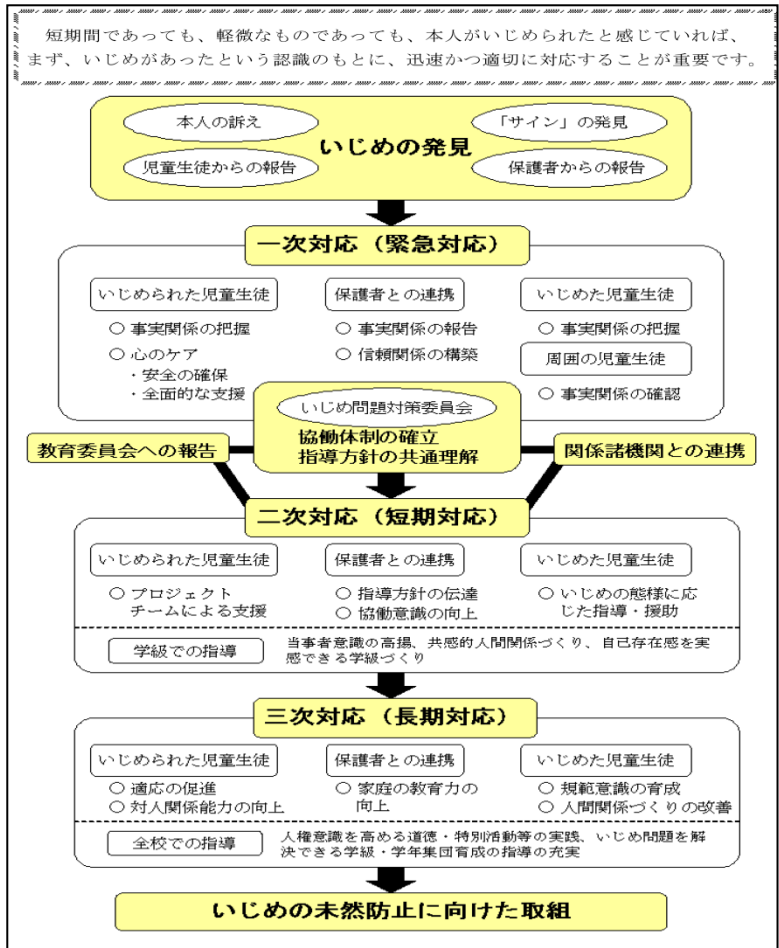 短期間であっても、軽微なものであっても、本人がいじめられたと感じていれば、
まず、いじめがあったという認識のもとに、迅速かつ適切に対応することが重要です。
本人の訴え
「サイン」の発見
いじめの発見
児童生徒からの報告
保護者からの報告
一次対応（緊急対応）
いじめられた児童生徒
○ 事実関係の把握
○ 心のケア
・安全の確保
・全面的な支援
保護者との連携
○ 事実関係の報告
○ 信頼関係の構築
いじめた児童生徒
○ 事実関係の把握
周囲の児童生徒
○ 事実関係の確認
いじめ問題対策委員会
協働体制の確立
指導方針の共通理解
教育委員会への報告
関係諸機関との連携
二次対応（短期対応）
いじめられた児童生徒
○ プロジェクト
チームによる支援
保護者との連携
○ 指導方針の伝達
○ 協働意識の向上
いじめた児童生徒
○ いじめの態様に応
じた指導・援助
学級での指導
当事者意識の高揚、共感的人間関係づくり、自己存在感を実
感できる学級づくり
三次対応（長期対応）
いじめられた児童生徒
○ 適応の促進
○ 対人関係能力の向上
保護者との連携
○ 家庭の教育力の
向上
いじめた児童生徒
○ 規範意識の育成
○ 人間関係づくりの改善
全校での指導
人権意識を高める道徳・特別活動等の実践、いじめ問題を解
決できる学級・学年集団育成の指導の充実
いじめの未然防止に向けた取組